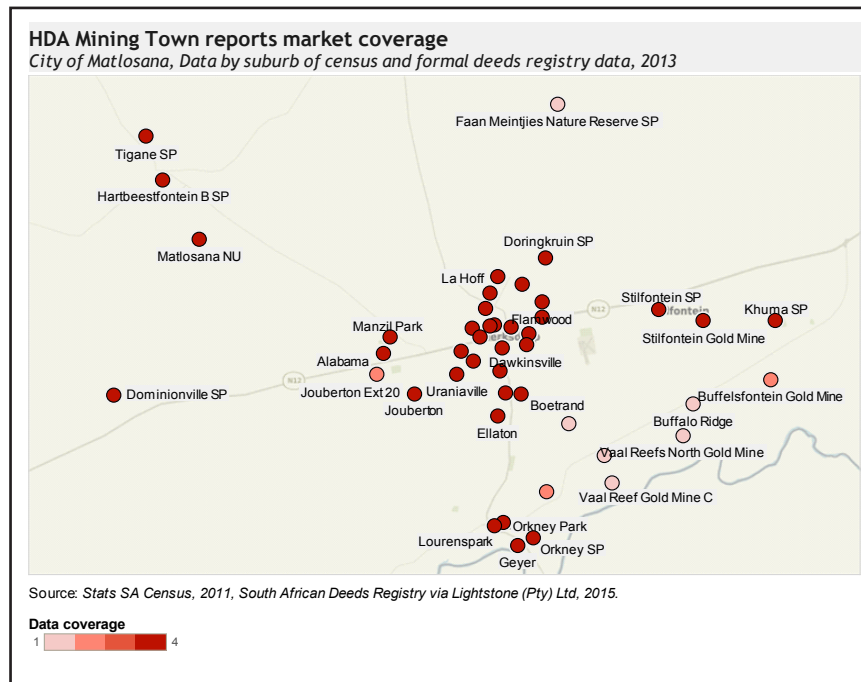 HDA Mining Town reports market coverage
City of Matlosana, Data by suburb of census and formal deeds registry data, 2013
Faan Meintjies Nature Reserve SP
Tigane SP
Hartbeestfontein B SP
Matlosana NU
Doringkruin SP
La Hoff
N12
Stilfontein SP
Khuma SP
Manzil Park
Flamwood
Stilfontein Gold Mine
Alabama
Dawkinsville
N12
Dominionville SP
Jouberton Ext 20
Uraniaville
Buffelsfontein Gold Mine
Jouberton
Boetrand
Buffalo Ridge
Ellaton
Vaal Reefs North Gold Mine
Vaal Reef Gold Mine C
Orkney Park
Lourenspark
Orkney SP
Geyer
Source: Stats SA Census, 2011, South African Deeds Registry via Lightstone (Pty) Ltd, 2015.
Data coverage
1 4